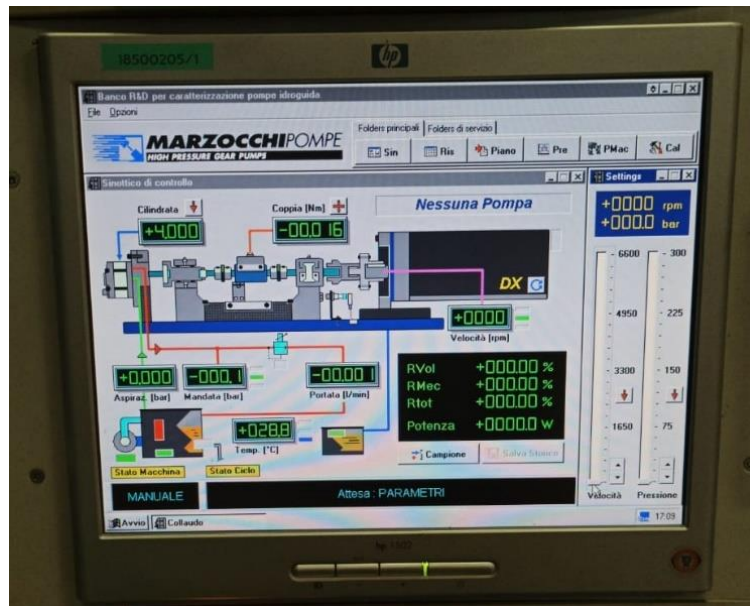 18500205/1
hp
Banco R&D per caratterizzazione pompe idroguida
File Opzioni
MARZOCCHI POMPE
HIGH PRESSURE GEAR PUMPS
Folders principali Folders di servizio
Sin Ris Piano Pre PMac Cal
Sinottico di controllo
Settings
Cilindrata
+4,000
Coppia [Nm]
-00.016
Nessuna Pompa
+0000 rpm
+000.0 bar
DX
+0000
Velocità [rpm]
6600 300
4950 225
3300 150
1650 75
Velocità Pressione
+0.000
Aspiraz. [bar]
-000.1
Mandata [bar]
-00.001
Portata [l/min]
RVol +000.00 %
RMec +000.00 %
Rtot +000.00 %
Potenza +0000.0 W
+028.8
Temp. [°C]
Campione Salva Storico
Stato Macchina Stato Ciclo
MANUALE Attesa : PARAMETRI
Avvio Collaudo 17:09